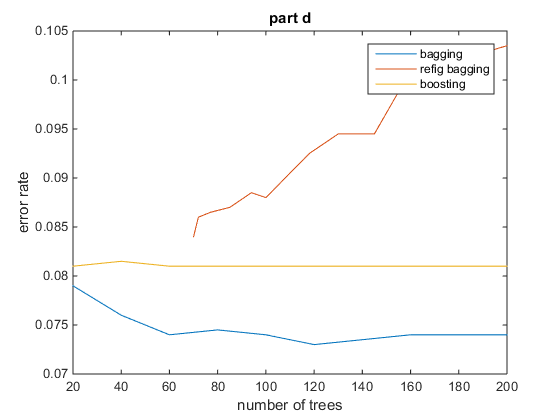 part d
0.105
0.1
0.095
0.09
0.085
0.08
0.075
0.07
error rate
bagging
refig bagging
boosting
20 40 60 80 100 120 140 160 180 200
number of trees